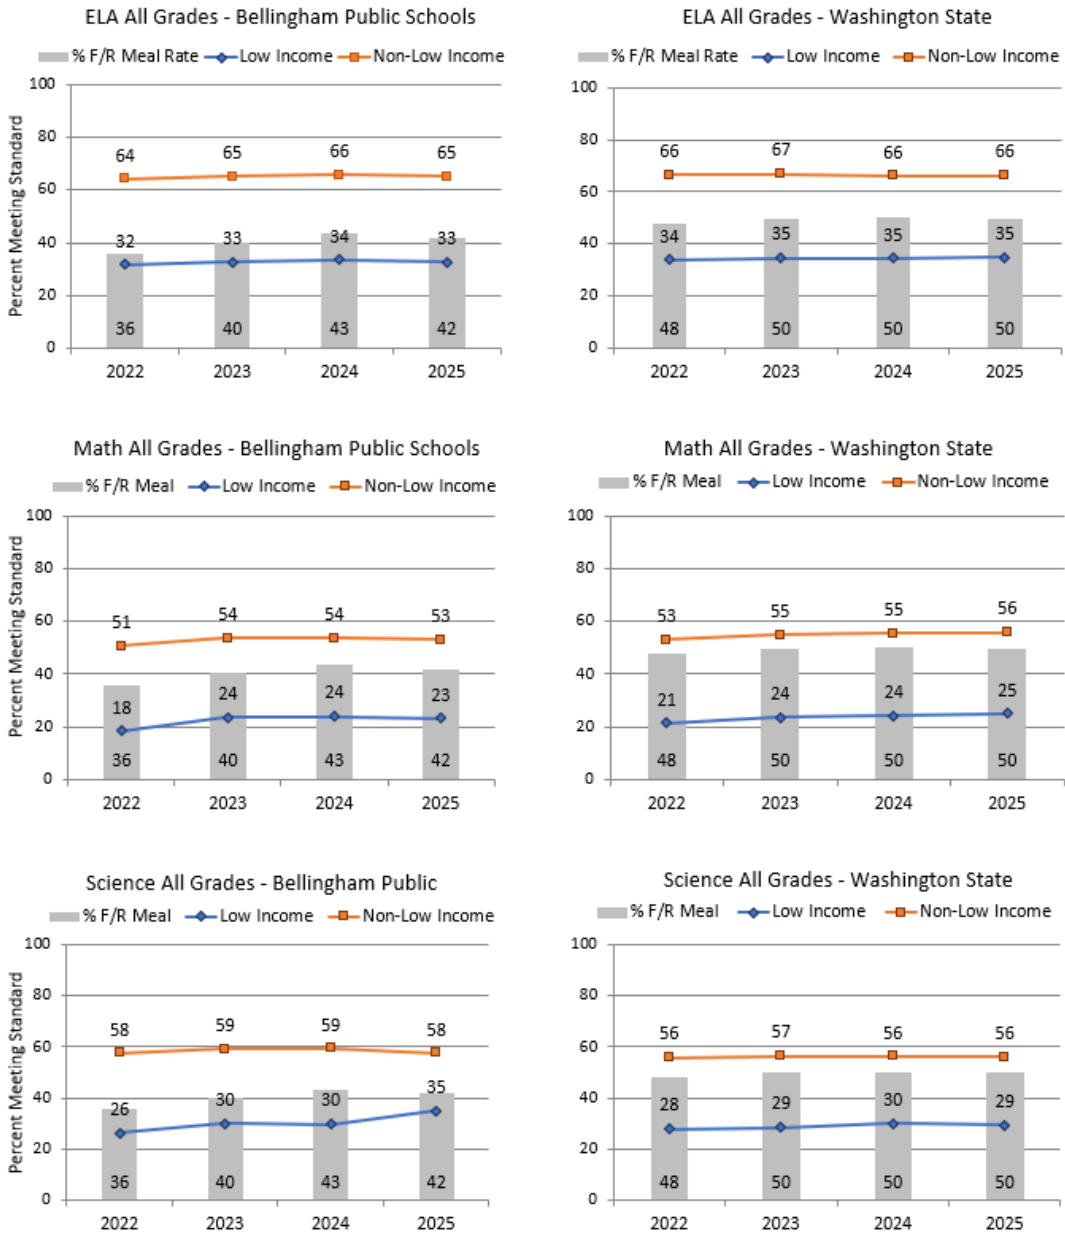 ELA All Grades - Bellingham Public Schools
% F/R Meal Rate Low Income Non-Low Income
Percent Meeting Standard
100
80
60
40
20
0
64 65 66 65
32 33 34 33
36 40 43 42
2022 2023 2024 2025
ELA All Grades - Washington State
% F/R Meal Rate Low Income Non-Low Income
100
80
60
40
20
0
66 67 66 66
34 35 35 35
48 50 50 50
2022 2023 2024 2025
Math All Grades - Bellingham Public Schools
% F/R Meal Low Income Non-Low Income
Percent Meeting Standard
100
80
60
40
20
0
51 54 54 53
18 24 24 23
36 40 43 42
2022 2023 2024 2025
Math All Grades - Washington State
% F/R Meal Low Income Non-Low Income
100
80
60
40
20
0
53 55 55 56
21 24 24 25
48 50 50 50
2022 2023 2024 2025
Science All Grades - Bellingham Public
% F/R Meal Low Income Non-Low Income
Percent Meeting Standard
100
80
60
40
20
0
58 59 59 58
26 30 30 35
36 40 43 42
2022 2023 2024 2025
Science All Grades - Washington State
% F/R Meal Low Income Non-Low Income
100
80
60
40
20
0
56 57 56 56
28 29 30 29
48 50 50 50
2022 2023 2024 2025